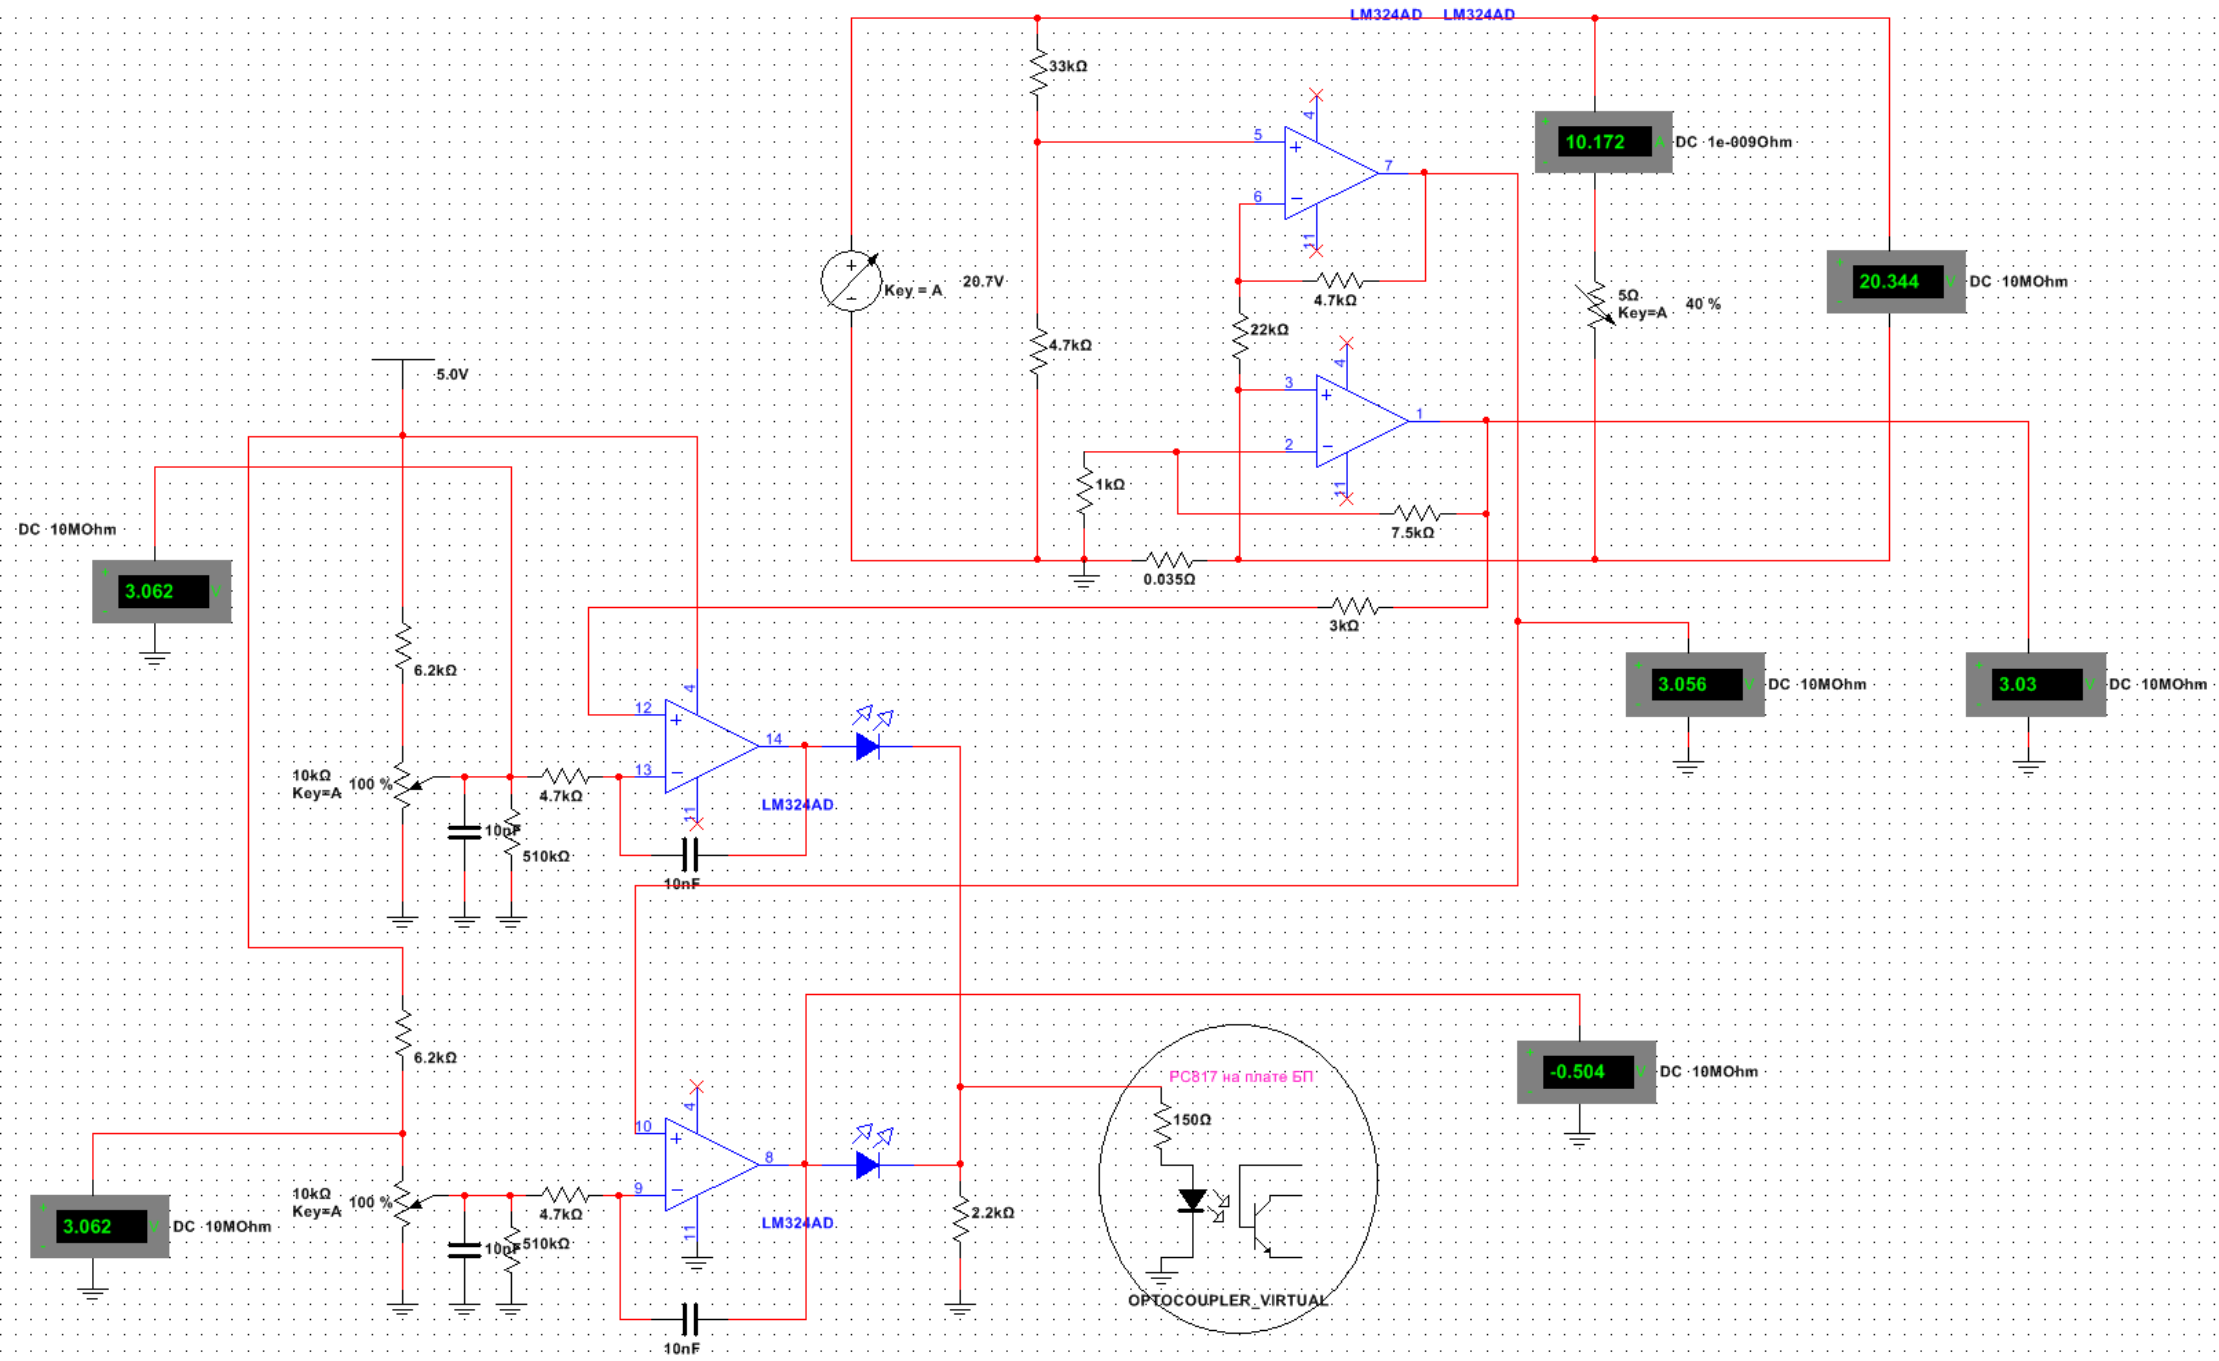 LM324AD LM324AD
33kΩ
4
5
+
7
10.172 A DC 1e-009Ohm
6
−
11
20.7V
Key = A
4.7kΩ
5Ω
Key=A
40 %
20.344 V DC 10MOhm
22kΩ
4.7kΩ
4
3
+
1
2
−
11
5.0V
1kΩ
7.5kΩ
0.035Ω
DC 10MOhm
3.062 V
3kΩ
6.2kΩ
3.056 V DC 10MOhm
3.03 V DC 10MOhm
4
12
+
14
13
−
11
LM324AD
10kΩ
Key=A
100 %
4.7kΩ
10nF
510kΩ
10nF
6.2kΩ
-0.504 V DC 10MOhm
PC817 на плате БП
150Ω
4
10
+
8
9
−
11
LM324AD
10kΩ
Key=A
100 %
4.7kΩ
3.062 V DC 10MOhm
10nF
510kΩ
2.2kΩ
OPTOCOUPLER_VIRTUAL
10nF